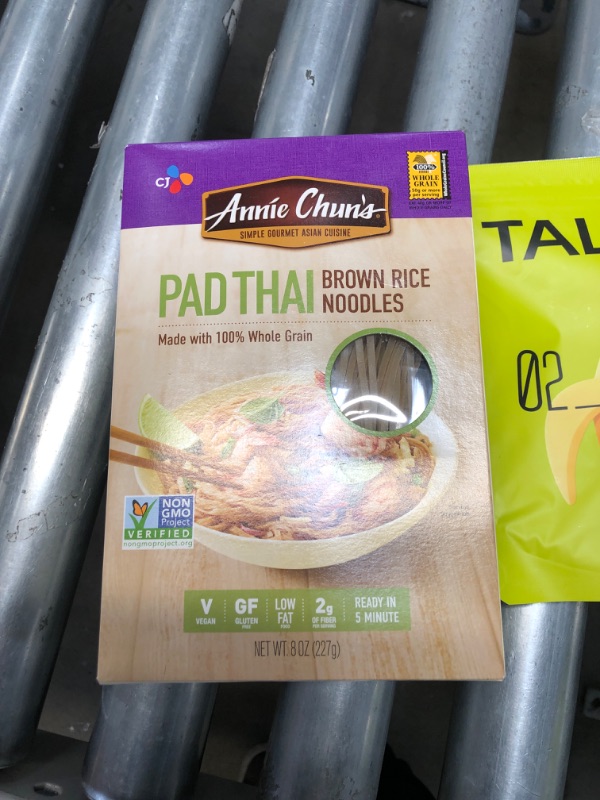 CJ
100%
WHOLE
GRAIN
Annie Chun's
SIMPLE GOURMET ASIAN CUISINE
PAD THAI BROWN RICE
NOODLES
Made with 100% Whole Grain
NON
GMO
Project
VERIFIED
nongmoproject.org
V
VEGAN
GF
GLUTEN
FREE
LOW
FAT
2g
OF FIBER
PER SERVING
READY IN
5 MINUTE
NET WT. 8 OZ (227g)
TAL
02